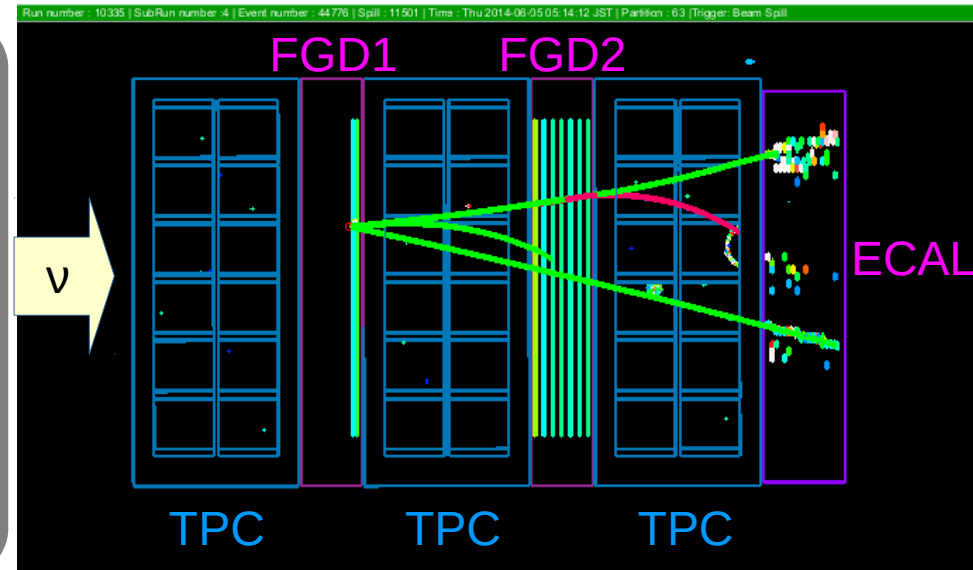 Run number : 10335 | SubRun number :4 | Event number : 44776 | Spill : 11501 | Time : Thu 2014-06-05 05:14:12 JST | Partition : 63 |Trigger: Beam Spill
FGD1 FGD2
ν
ECAL
TPC TPC TPC